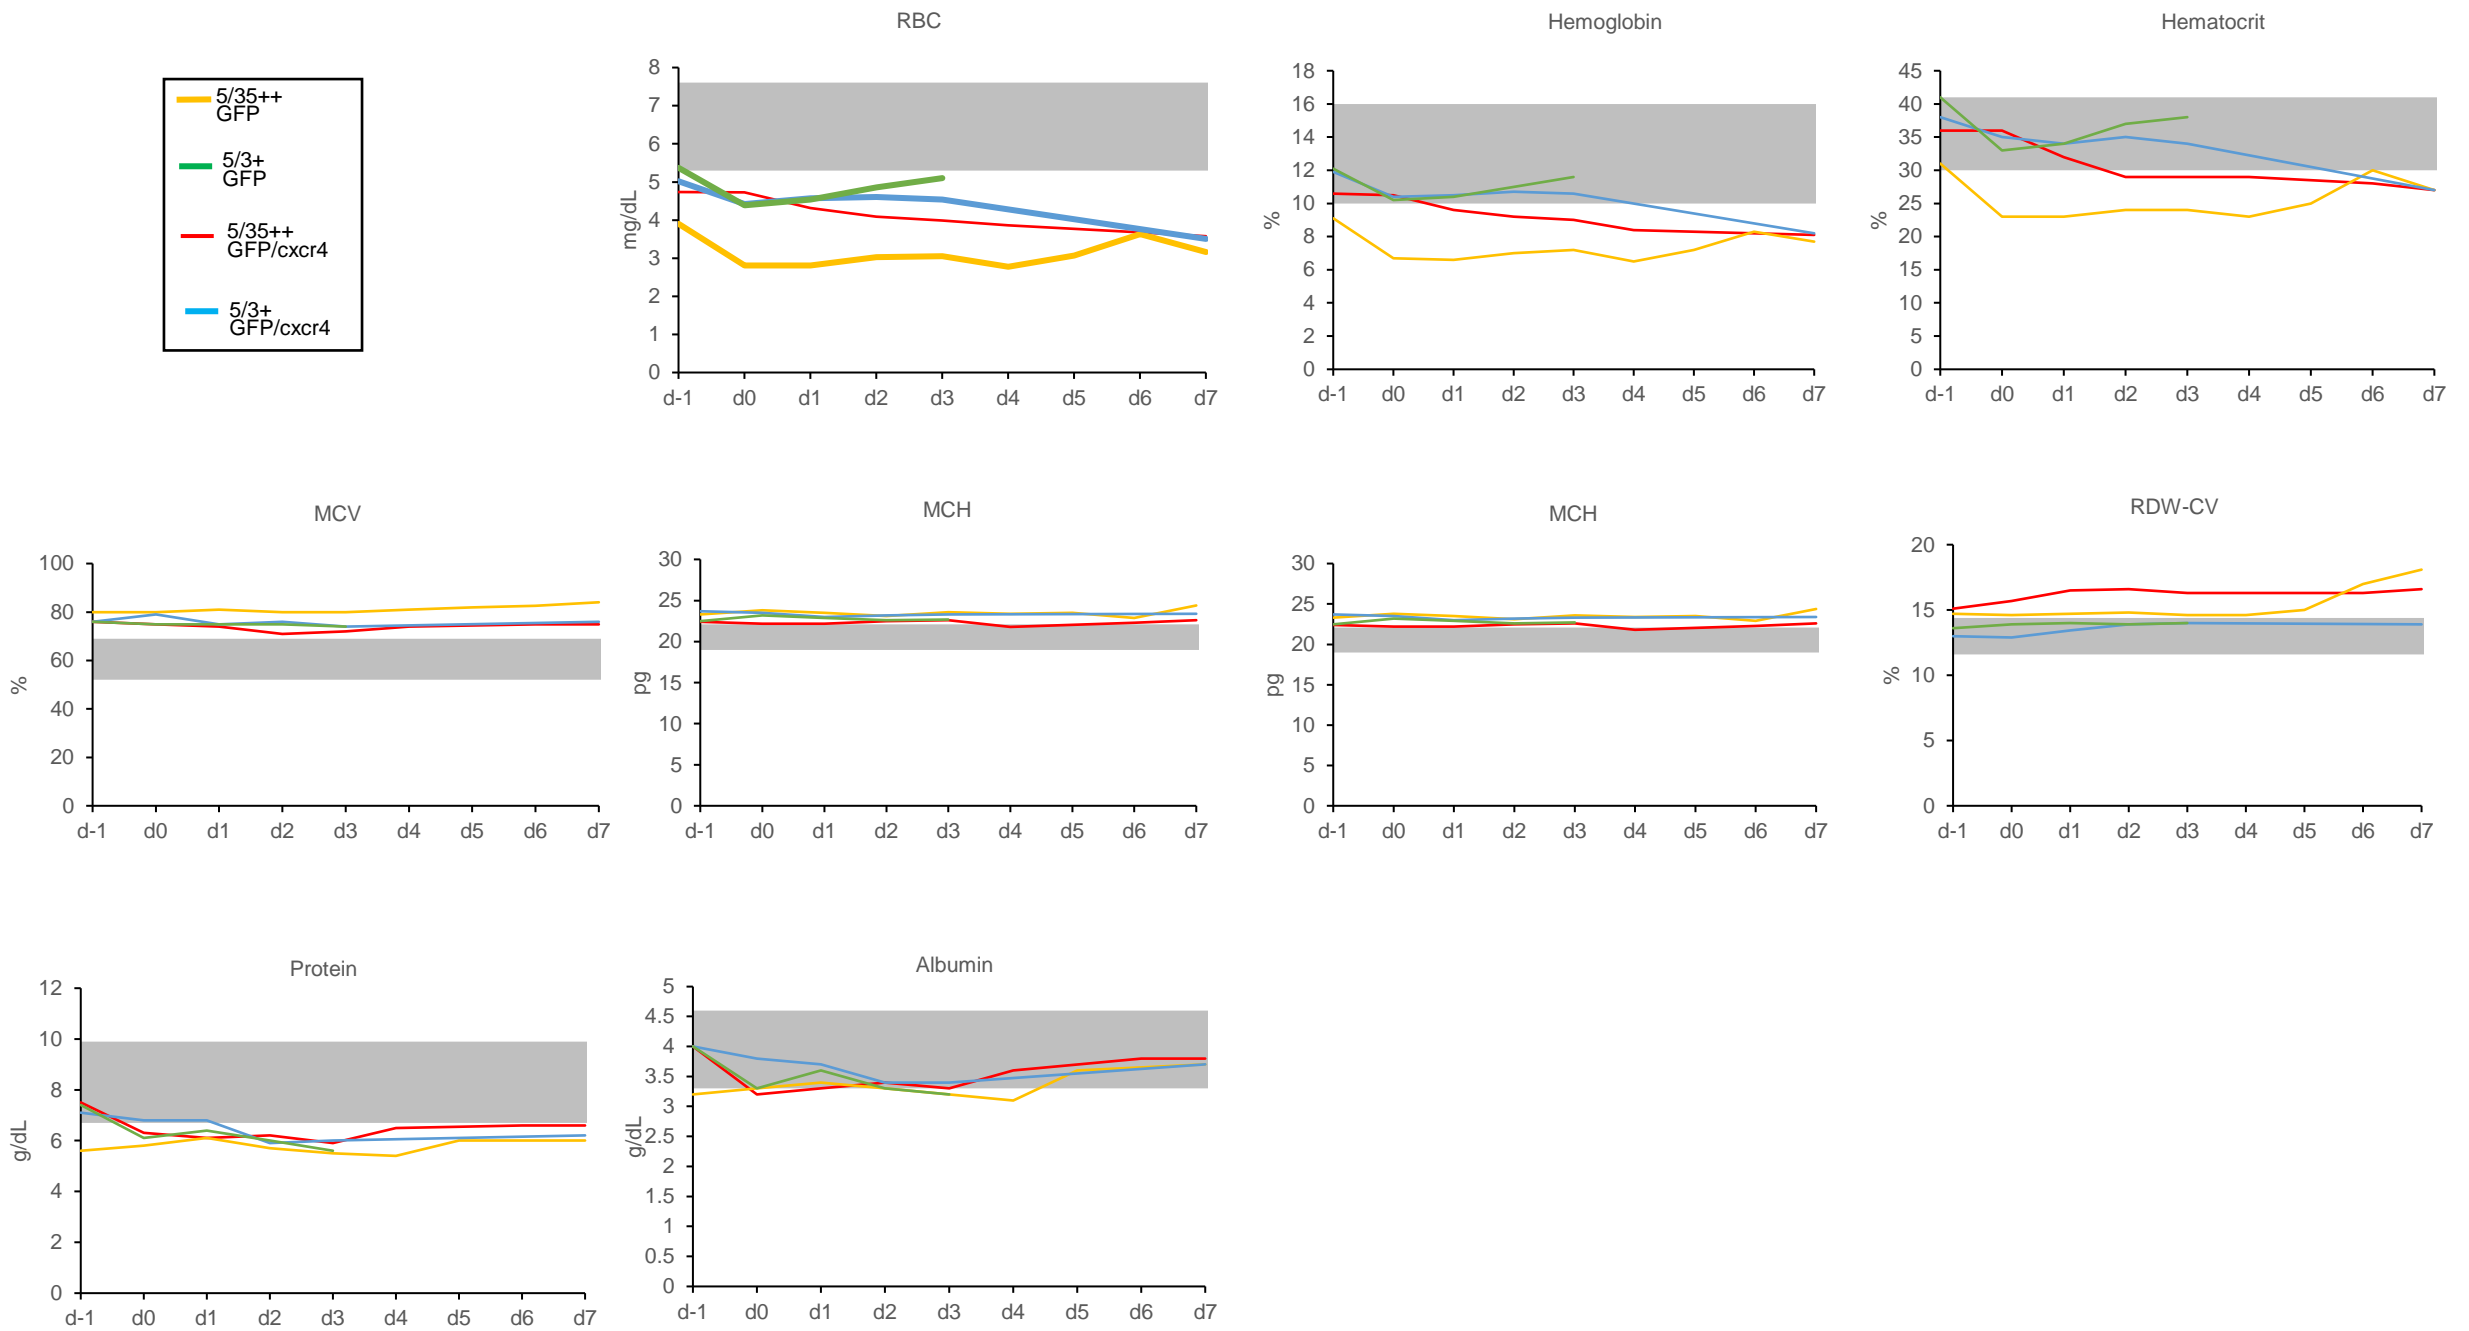 5/35++
GFP
5/3+
GFP
5/35++
GFP/cxcr4
5/3+
GFP/cxcr4
RBC
mg/dL
8
7
6
5
4
3
2
1
0
d-1 d0 d1 d2 d3 d4 d5 d6 d7
Hemoglobin
%
18
16
14
12
10
8
6
4
2
0
d-1 d0 d1 d2 d3 d4 d5 d6 d7
Hematocrit
%
45
40
35
30
25
20
15
10
5
0
d-1 d0 d1 d2 d3 d4 d5 d6 d7
MCV
%
100
80
60
40
20
0
d-1 d0 d1 d2 d3 d4 d5 d6 d7
MCH
pg
30
25
20
15
10
5
0
d-1 d0 d1 d2 d3 d4 d5 d6 d7
MCH
pg
30
25
20
15
10
5
0
d-1 d0 d1 d2 d3 d4 d5 d6 d7
RDW-CV
%
20
15
10
5
0
d-1 d0 d1 d2 d3 d4 d5 d6 d7
Protein
g/dL
12
10
8
6
4
2
0
d-1 d0 d1 d2 d3 d4 d5 d6 d7
Albumin
g/dL
5
4.5
4
3.5
3
2.5
2
1.5
1
0.5
0
d-1 d0 d1 d2 d3 d4 d5 d6 d7